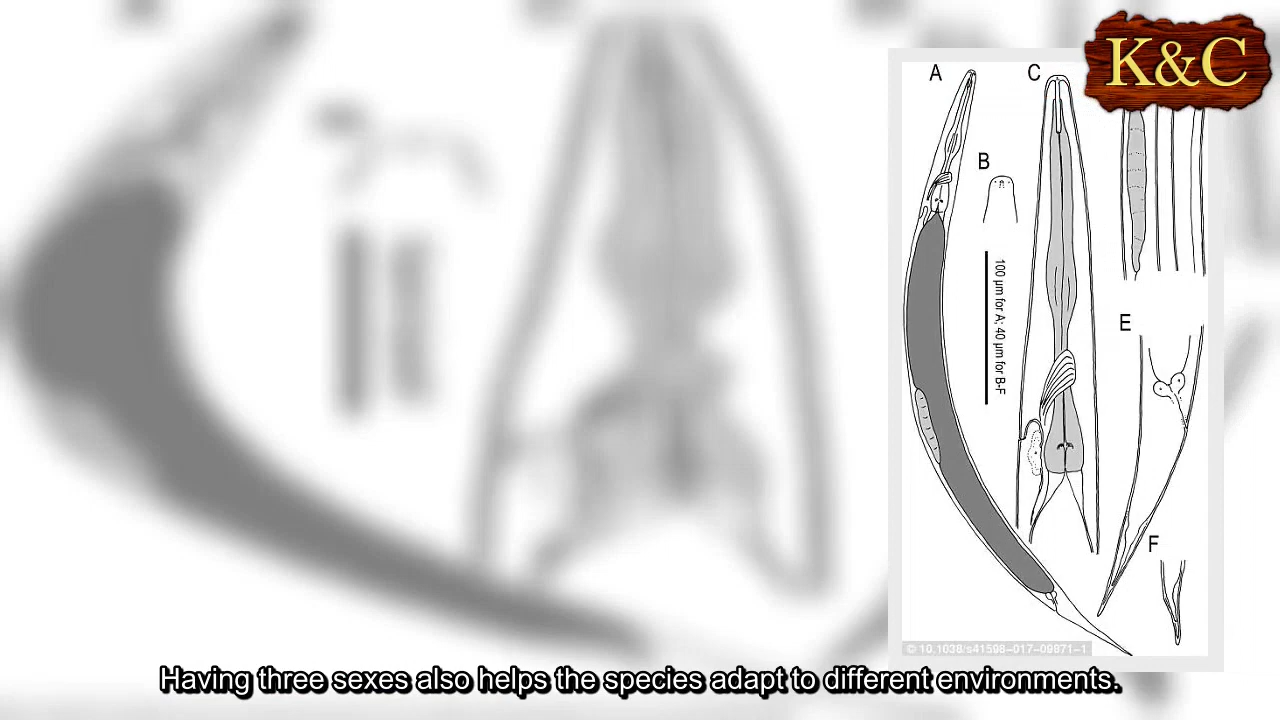 K&C
A
C
B
100 µm for A; 40 µm for B-F
E
F
© 10.1038/s41598-017-09871-1
Having three sexes also helps the species adapt to different environments.